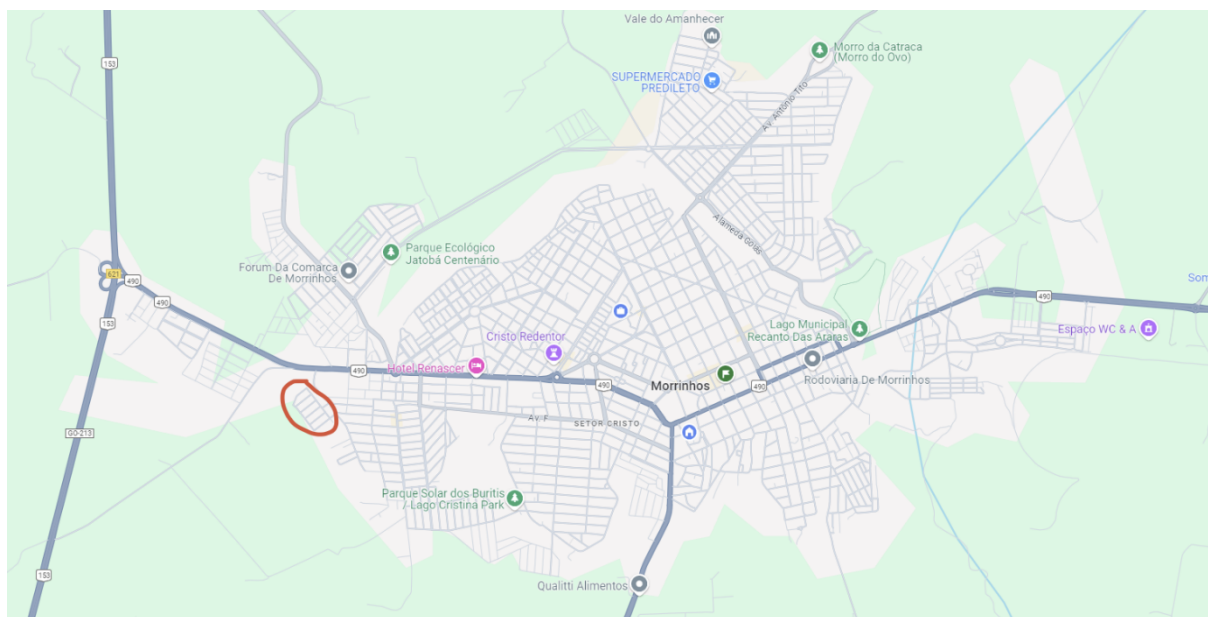 Vale do Amanhecer
Morro da Catraca
(Morro do Ovo)
153
SUPERMERCADO
PREDILETO
Av. Antônio Tito
Alameda Goiás
Parque Ecológico
Jatobá Centenário
Forum Da Comarca
De Morrinhos
621
490
153
490
490
Som
Lago Municipal
Recanto Das Araras
Espaço WC & A
Cristo Redentor
Hotel Renascer
490
490
Morrinhos
490
Rodoviaria De Morrinhos
Av. F
SETOR CRISTO
GO-213
Parque Solar dos Buritis
/ Lago Cristina Park
153
Qualitti Alimentos